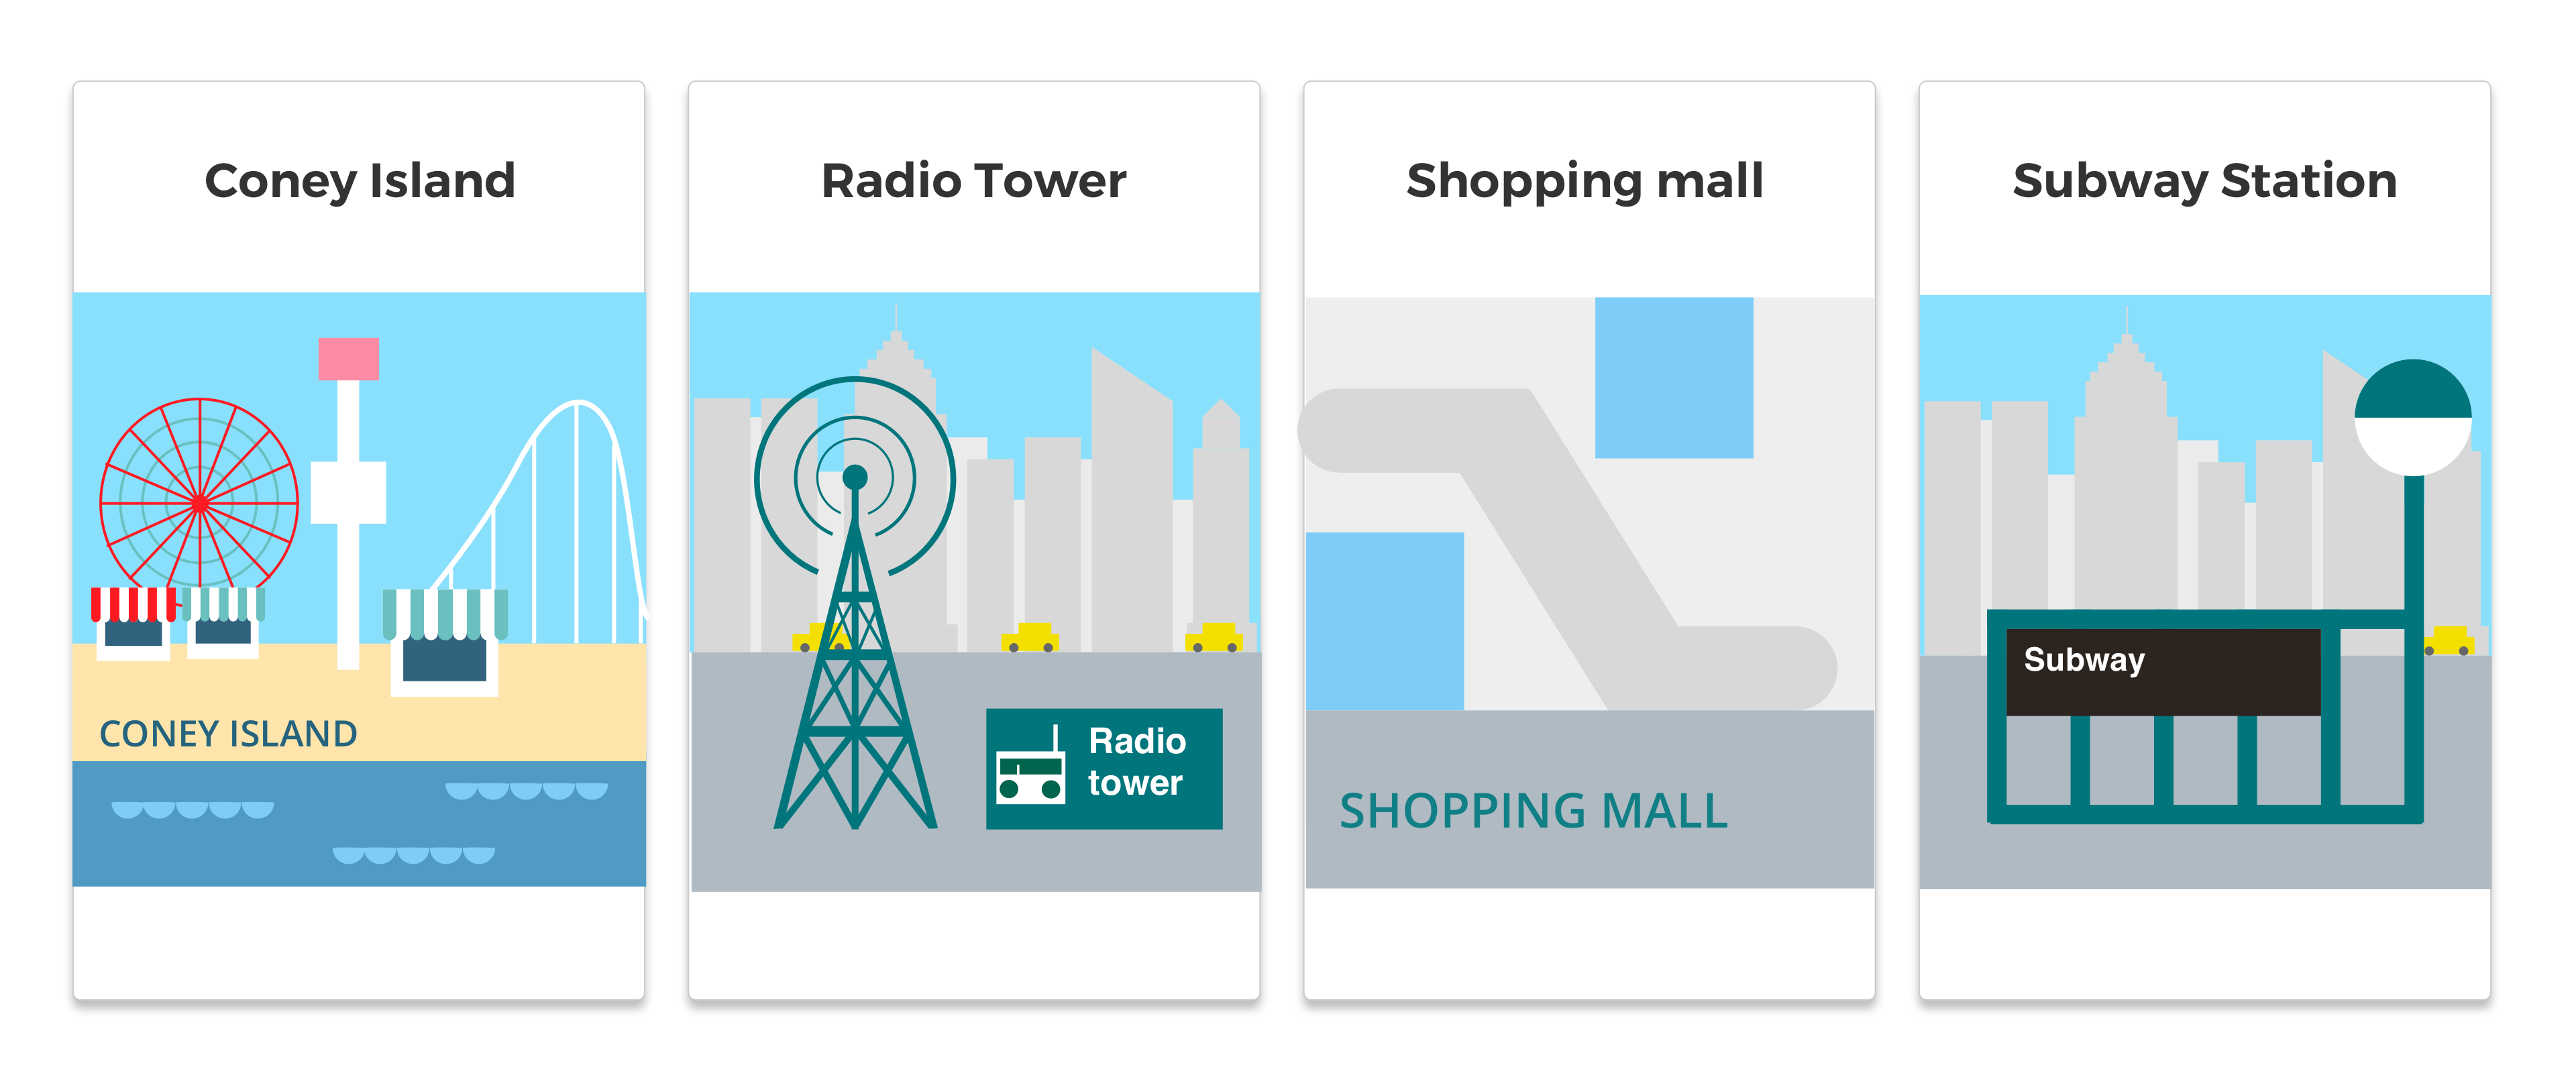 Coney Island
CONEY ISLAND
Radio Tower
Radio
tower
Shopping mall
SHOPPING MALL
Subway Station
Subway